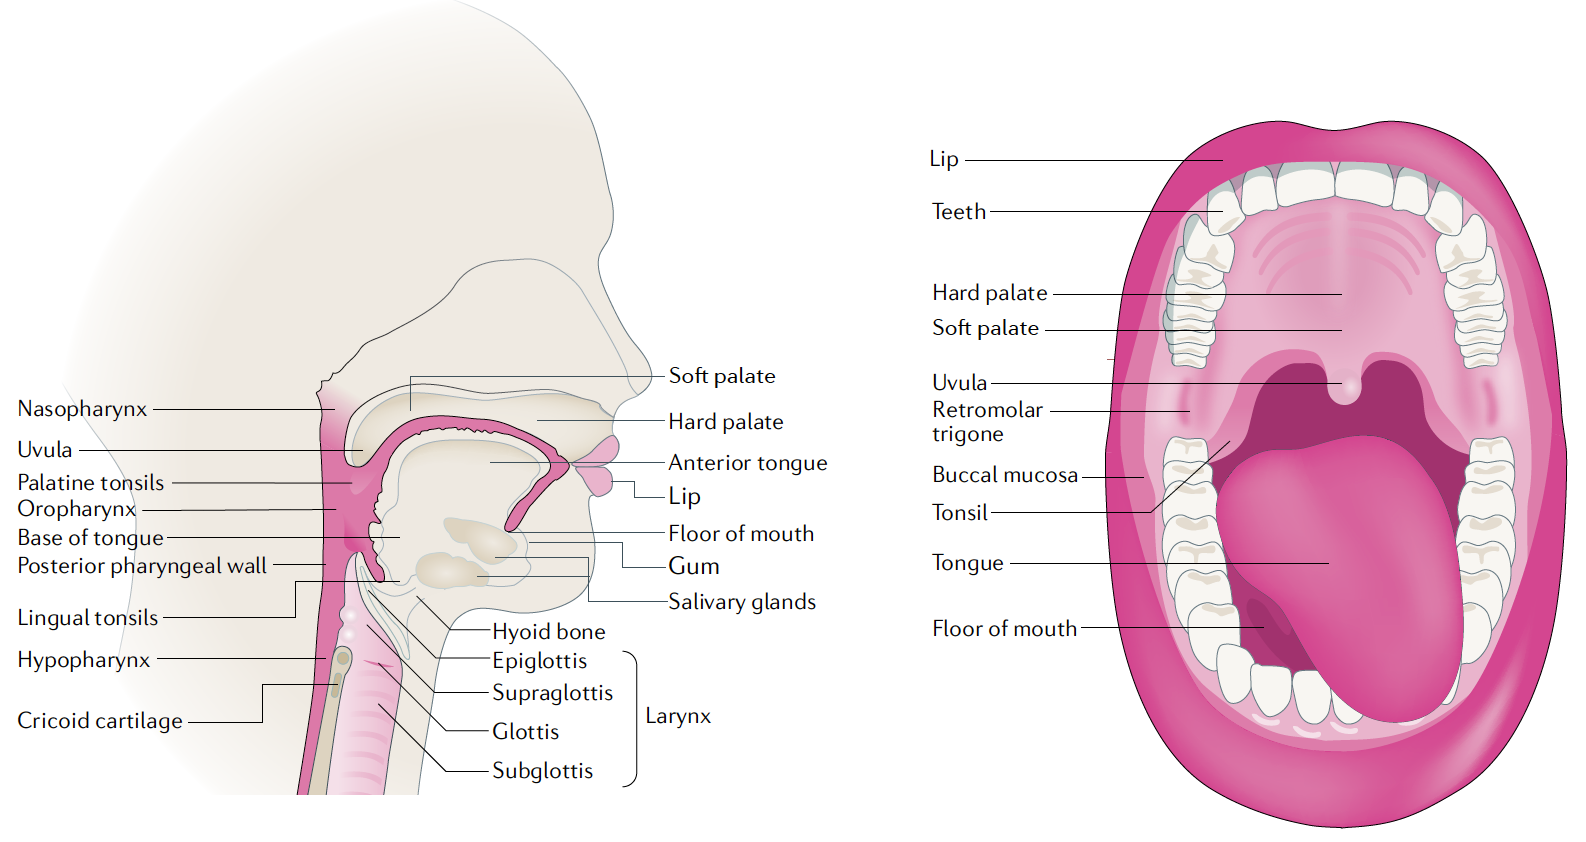 Nasopharynx
Uvula
Palatine tonsils
Oropharynx
Base of tongue
Posterior pharyngeal wall
Lingual tonsils
Hypopharynx
Cricoid cartilage
Soft palate
Hard palate
Anterior tongue
Lip
Floor of mouth
Gum
Salivary glands
Hyoid bone
Epiglottis
Supraglottis
Glottis
Subglottis
Larynx
Lip
Teeth
Hard palate
Soft palate
Uvula
Retromolar
trigone
Buccal mucosa
Tonsil
Tongue
Floor of mouth